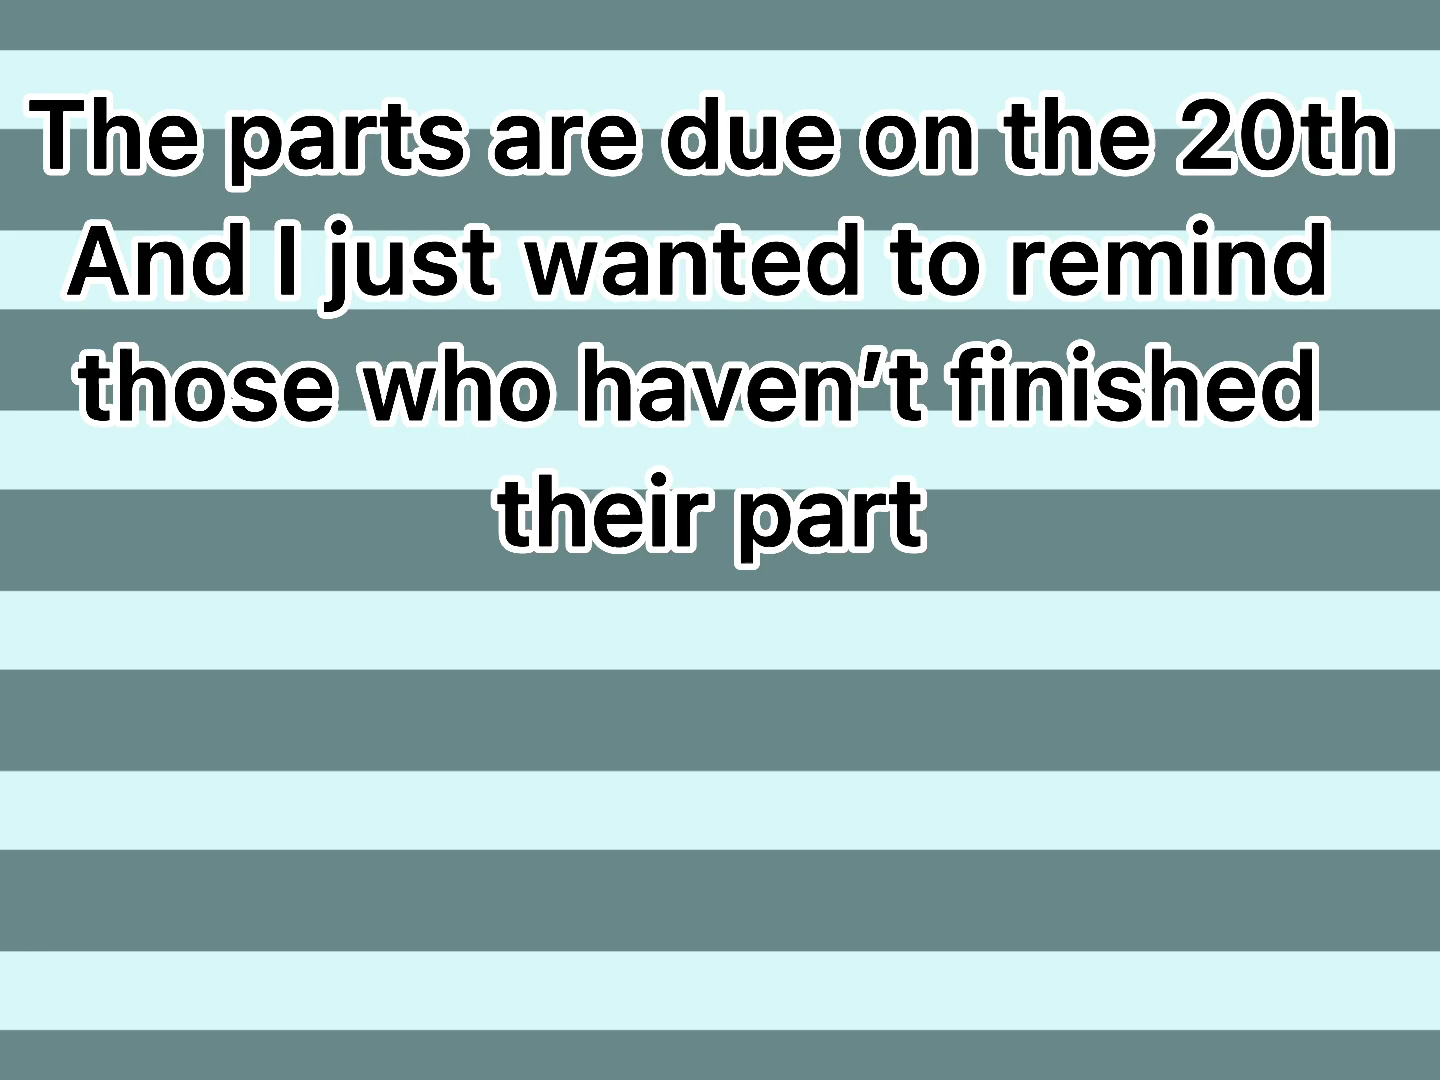 The parts are due on the 20th
And I just wanted to remind
those who haven’t finished
their part